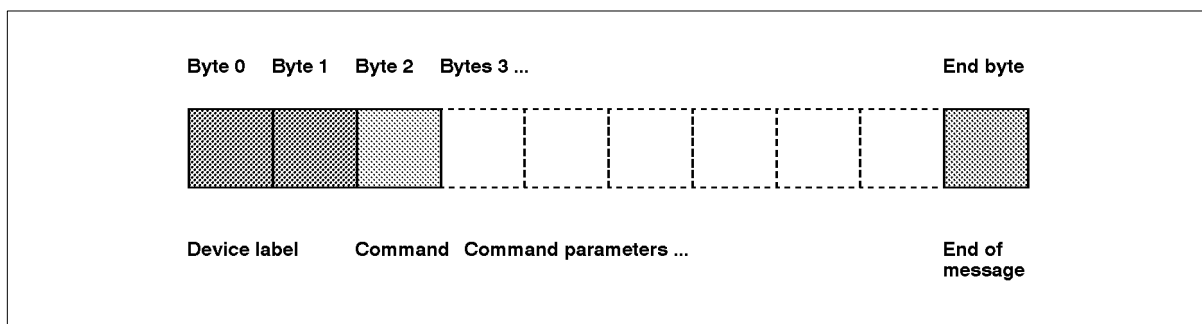 Byte 0 Byte 1 Byte 2 Bytes 3 ... End byte
Device label Command Command parameters ... End of
message